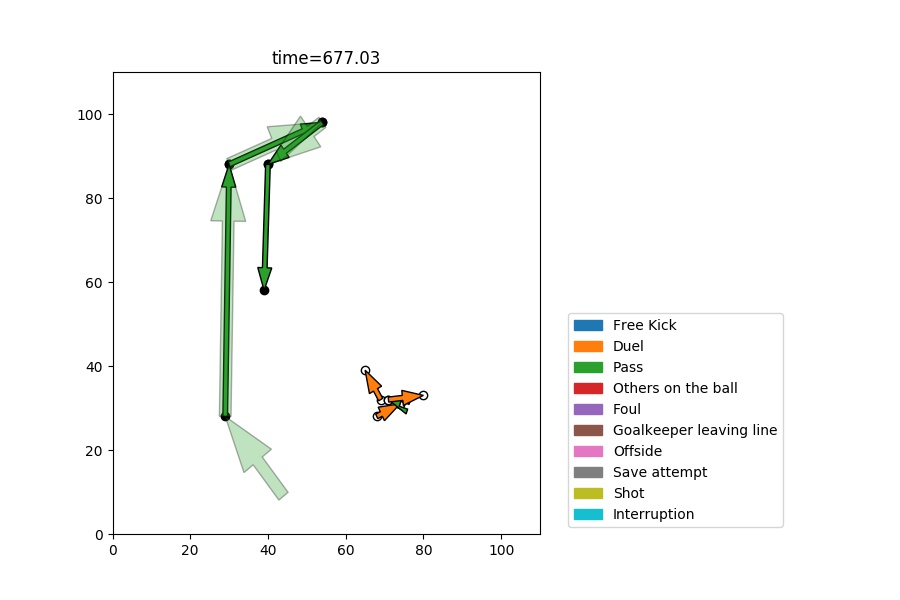 time=677.03
100
80
60
40
20
0
0 20 40 60 80 100
Free Kick
Duel
Pass
Others on the ball
Foul
Goalkeeper leaving line
Offside
Save attempt
Shot
Interruption